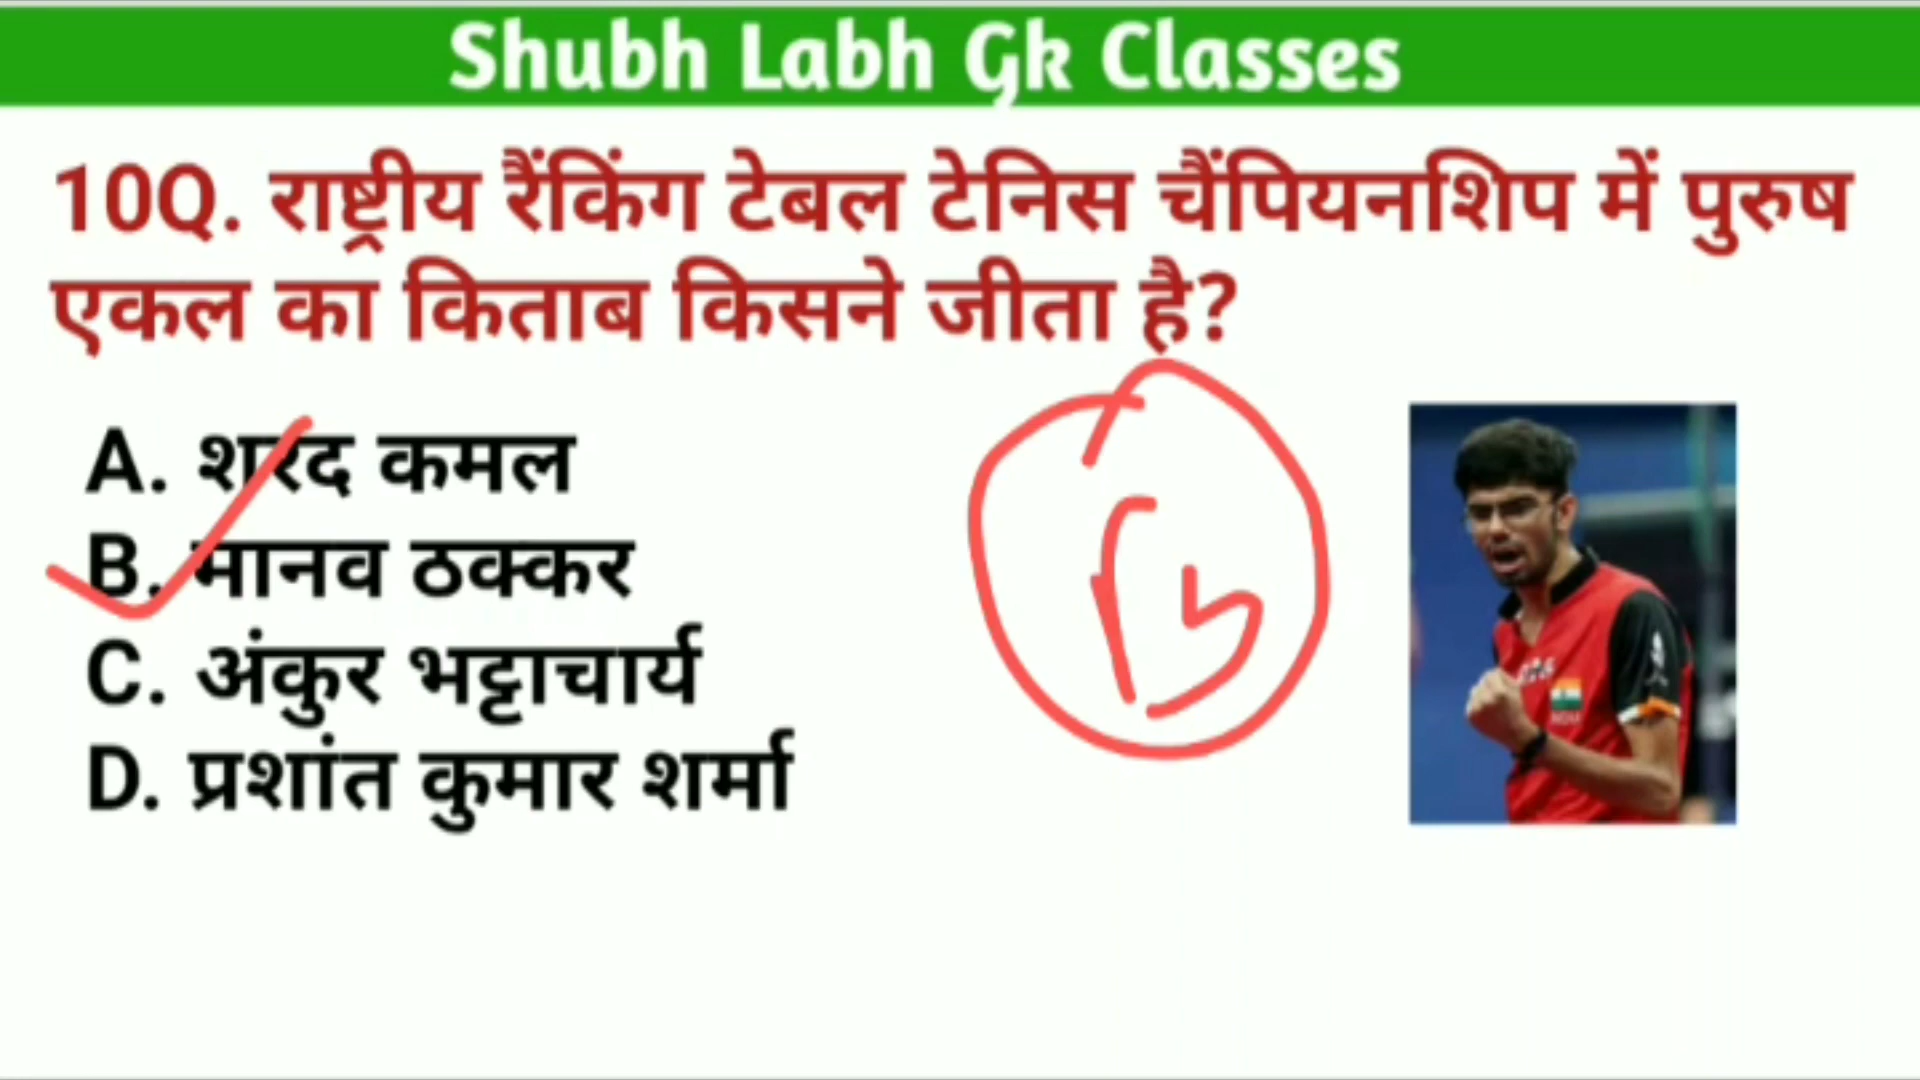 Shubh Labh Gk Classes
10Q. राष्ट्रीय रैंकिंग टेबल टेनिस चैंपियनशिप में पुरुष
एकल का किताब किसने जीता है?
A. शरद कमल
B. मानव ठक्कर
C. अंकुर भट्टाचार्य
D. प्रशांत कुमार शर्मा
B